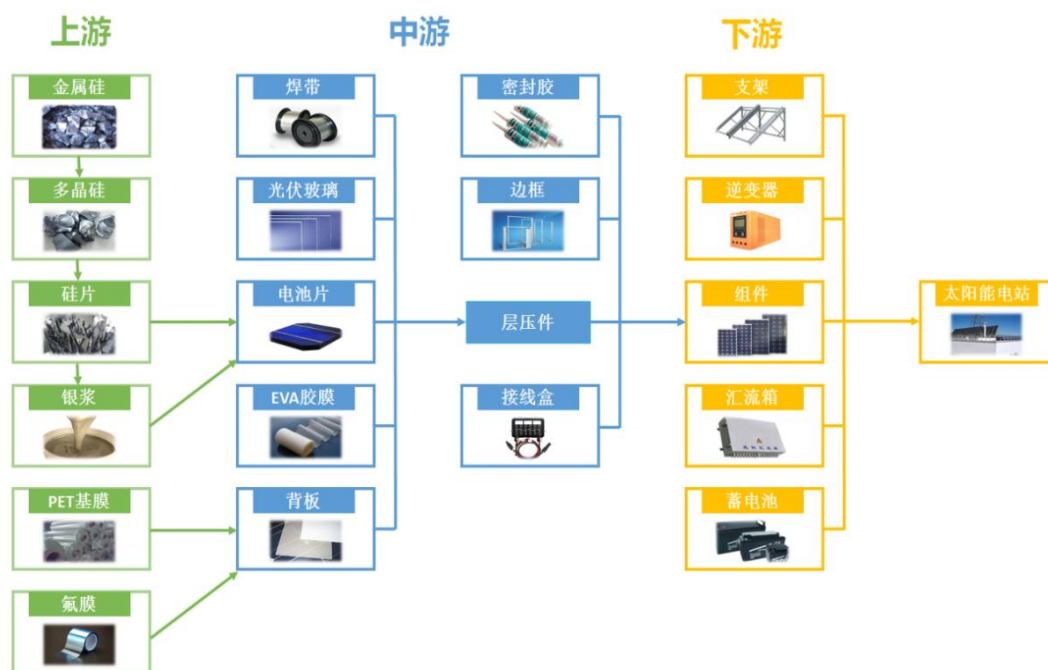 上游
中游
下游
金属硅
焊带
密封胶
支架
多晶硅
光伏玻璃
边框
逆变器
硅片
电池片
层压件
组件
太阳能电站
银浆
EVA胶膜
接线盒
汇流箱
PET基膜
背板
蓄电池
氟膜